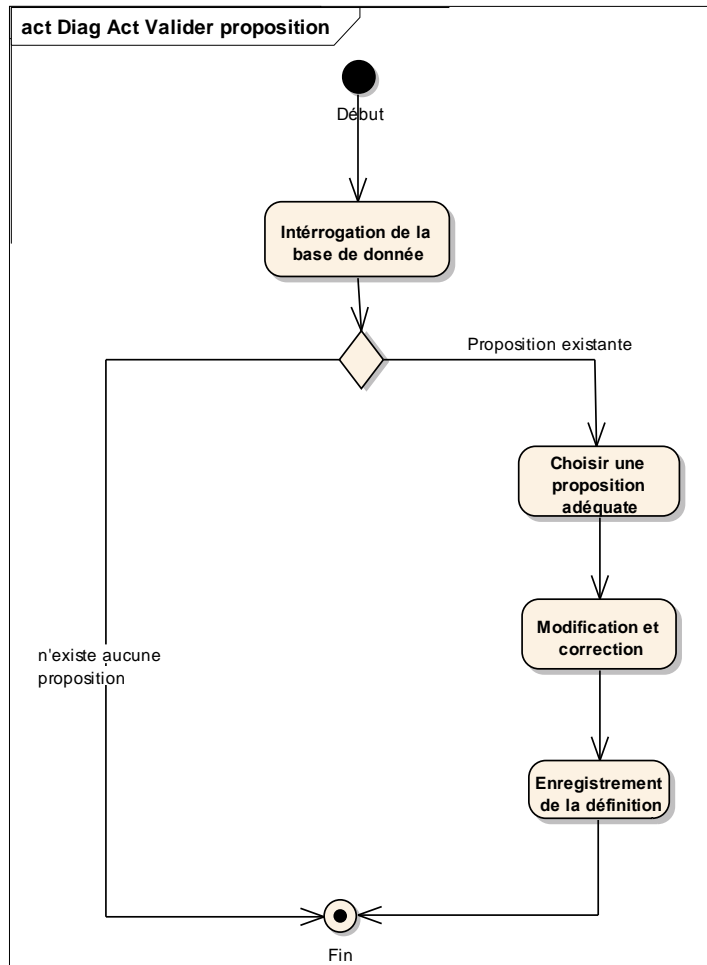 act Diag Act Valider proposition
Début
Intérrogation de la
base de donnée
Proposition existante
Choisir une
proposition
adéquate
Modification et
correction
n'existe aucune
proposition
Enregistrement
de la définition
Fin